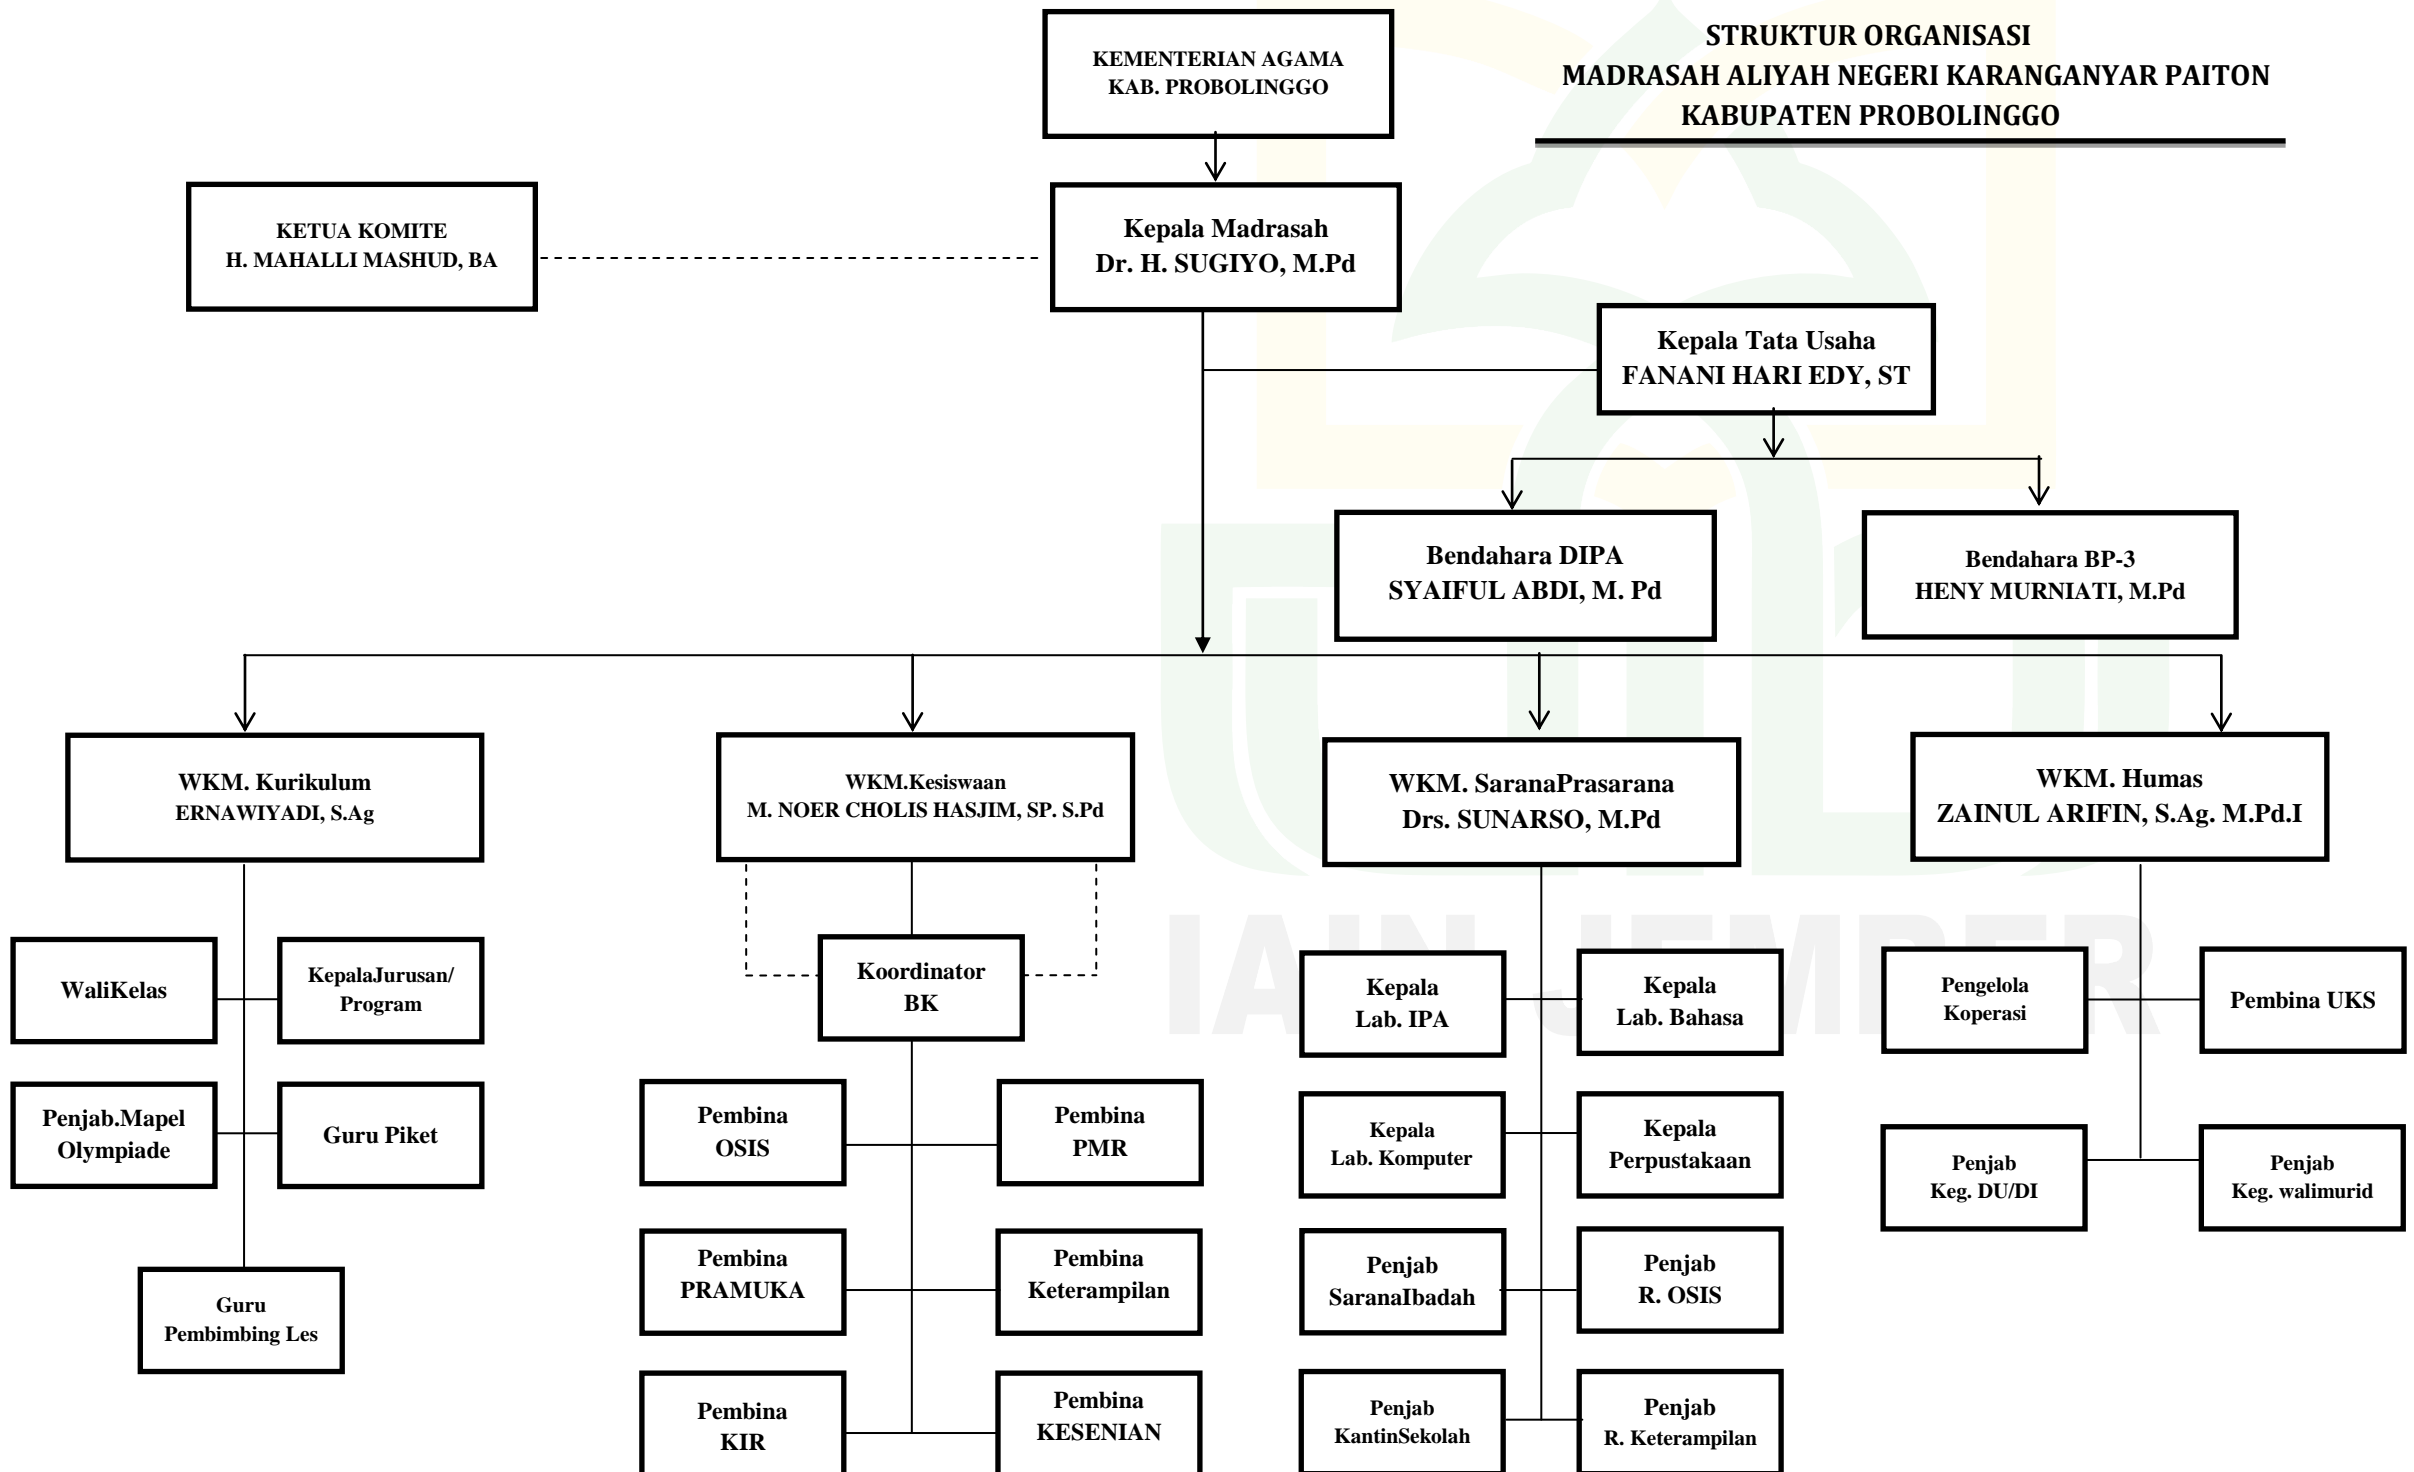 STRUKTUR ORGANISASI
MADRASAH ALIYAH NEGERI KARANGANYAR PAITON
KABUPATEN PROBOLINGGO
KEMENTERIAN AGAMA
KAB. PROBOLINGGO
KETUA KOMITE
H. MAHALLI MASHUD, BA
Kepala Madrasah
Dr. H. SUGIYO, M.Pd
Kepala Tata Usaha
FANANI HARI EDY, ST
Bendahara DIPA
SYAIFUL ABDI, M. Pd
Bendahara BP-3
HENY MURNIATI, M.Pd
WKM. Kurikulum
ERNAWIYADI, S.Ag
WKM.Kesiswaan
M. NOER CHOLIS HASJIM, SP. S.Pd
WKM. SaranaPrasarana
Drs. SUNARSO, M.Pd
WKM. Humas
ZAINUL ARIFIN, S.Ag. M.Pd.I
WaliKelas
KepalaJurusan/
Program
Penjab.Mapel
Olympiade
Guru Piket
Guru
Pembimbing Les
Koordinator
BK
Pembina
OSIS
Pembina
PMR
Pembina
PRAMUKA
Pembina
Keterampilan
Pembina
KIR
Pembina
KESENIAN
Kepala
Lab. IPA
Kepala
Lab. Bahasa
Kepala
Lab. Komputer
Kepala
Perpustakaan
Penjab
SaranaIbadah
Penjab
R. OSIS
Penjab
KantinSekolah
Penjab
R. Keterampilan
Pengelola
Koperasi
Pembina UKS
Penjab
Keg. DU/DI
Penjab
Keg. walimurid
IAIN JEMBER